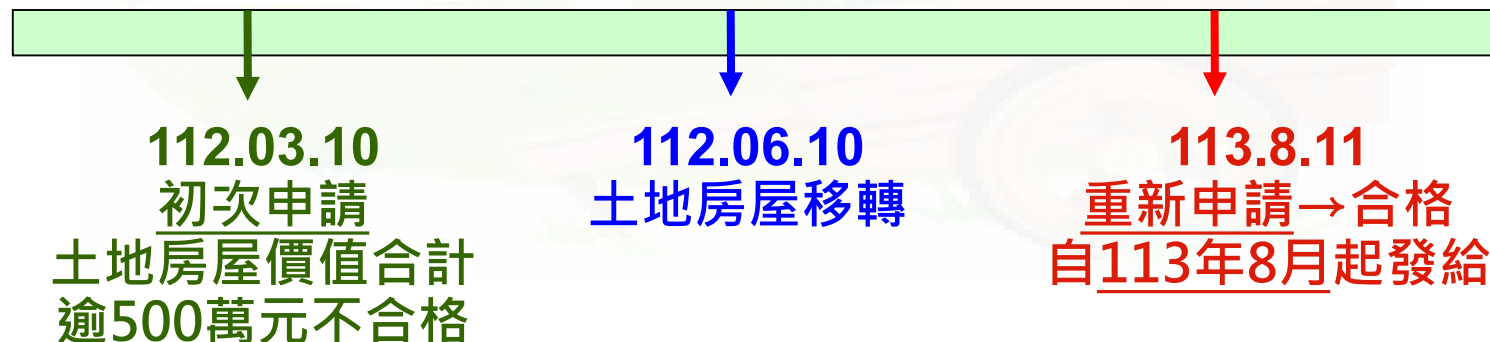 112.03.10
初次申請
土地房屋價值合計
逾500萬元不合格
112.06.10
土地房屋移轉
113.8.11
重新申請→合格
自113年8月起發給